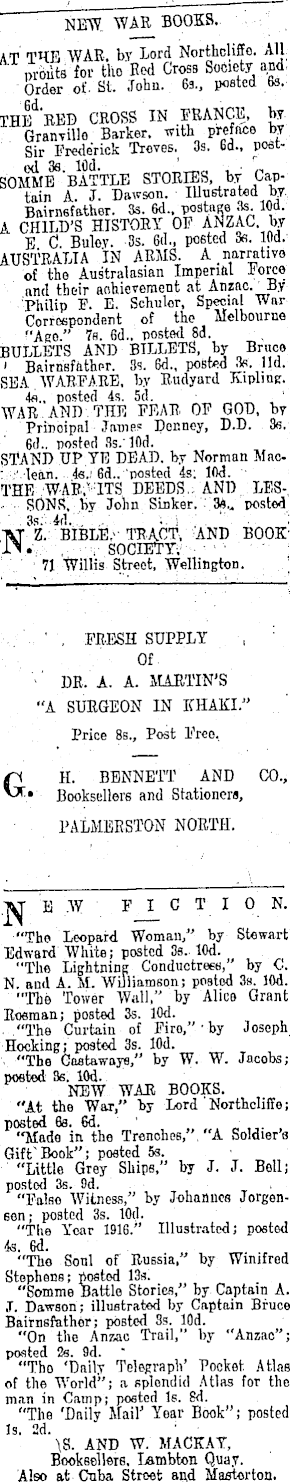 NEW WAR BOOKS.
AT THE WAR, by Lord Northcliffe. All
profits for the Red Cross Society and
Order of St. John. 6s., posted 6s.
6d.
THE RED CROSS IN FRANCE, by
Granville Barker, with preface by
Sir Frederick Treves. 3s. 6d., post-
ed 3s. 10d.
SOMME BATTLE STORIES, by Cap-
tain A. J. Dawson. Illustrated by
Bairnsfather. 3s. 6d., postage 3s. 10d.
A CHILD'S HISTORY OF ANZAC, by
E. C. Buley. 3s. 6d., posted 3s. 10d.
AUSTRALIA IN ARMS. A narrative
of the Australasian Imperial Force
and their achievement at Anzac. By
Philip F. E. Schuler, Special War
Correspondent of the Melbourne
"Age." 7s. 6d., posted 8d.
BULLETS AND BILLETS, by Bruce
Bairnsfather. 3s. 6d., posted 3s. 11d.
SEA WARFARE, by Rudyard Kipling.
4s., posted 4s. 5d.
WAR AND THE FEAR OF GOD, by
Principal James Denney, D.D. 3s.
6d., posted 3s. 10d.
STAND UP YE DEAD, by Norman Mac-
lean. 4s. 6d., posted 4s. 10d.
THE WAR, ITS DEEDS AND LES-
SONS, by John Sinker. 3s., posted
3s. 4d.
N. Z. BIBLE, TRACT, AND BOOK
SOCIETY,
71 Willis Street, Wellington.
FRESH SUPPLY
Of
DR. A. A. MARTIN'S
"A SURGEON IN KHAKI."
Price 8s., Post Free.
G. H. BENNETT AND CO.,
Booksellers and Stationers,
PALMERSTON NORTH.
NEW FICTION.
"The Leopard Woman," by Stewart
Edward White; posted 3s. 10d.
"The Lightning Conductress," by C.
N. and A. M. Williamson; posted 3s. 10d.
"The Tower Wall," by Alice Grant
Rosman; posted 3s. 10d.
"The Curtain of Fire," by Joseph
Hocking; posted 3s. 10d.
"The Castaways," by W. W. Jacobs;
posted 3s. 10d.
NEW WAR BOOKS.
"At the War," by Lord Northcliffe;
posted 6s. 6d.
"Made in the Trenches," "A Soldier's
Gift Book"; posted 5s.
"Little Grey Ships," by J. J. Bell;
posted 3s. 9d.
"False Witness," by Johannes Jorgen-
sen; posted 3s. 10d.
"The Year 1916." Illustrated; posted
4s. 6d.
"The Soul of Russia," by Winifred
Stephens; posted 13s.
"Somme Battle Stories," by Captain A.
J. Dawson; illustrated by Captain Bruce
Bairnsfather; posted 3s. 10d.
"On the Anzac Trail," by "Anzac";
posted 2s. 9d.
"The 'Daily Telegraph' Pocket Atlas
of the World"; a splendid Atlas for the
man in Camp; posted 1s. 8d.
"The 'Daily Mail' Year Book"; posted
1s. 2d.
S. AND W. MACKAY,
Booksellers, Lambton Quay.
Also at Cuba Street and Masterton.